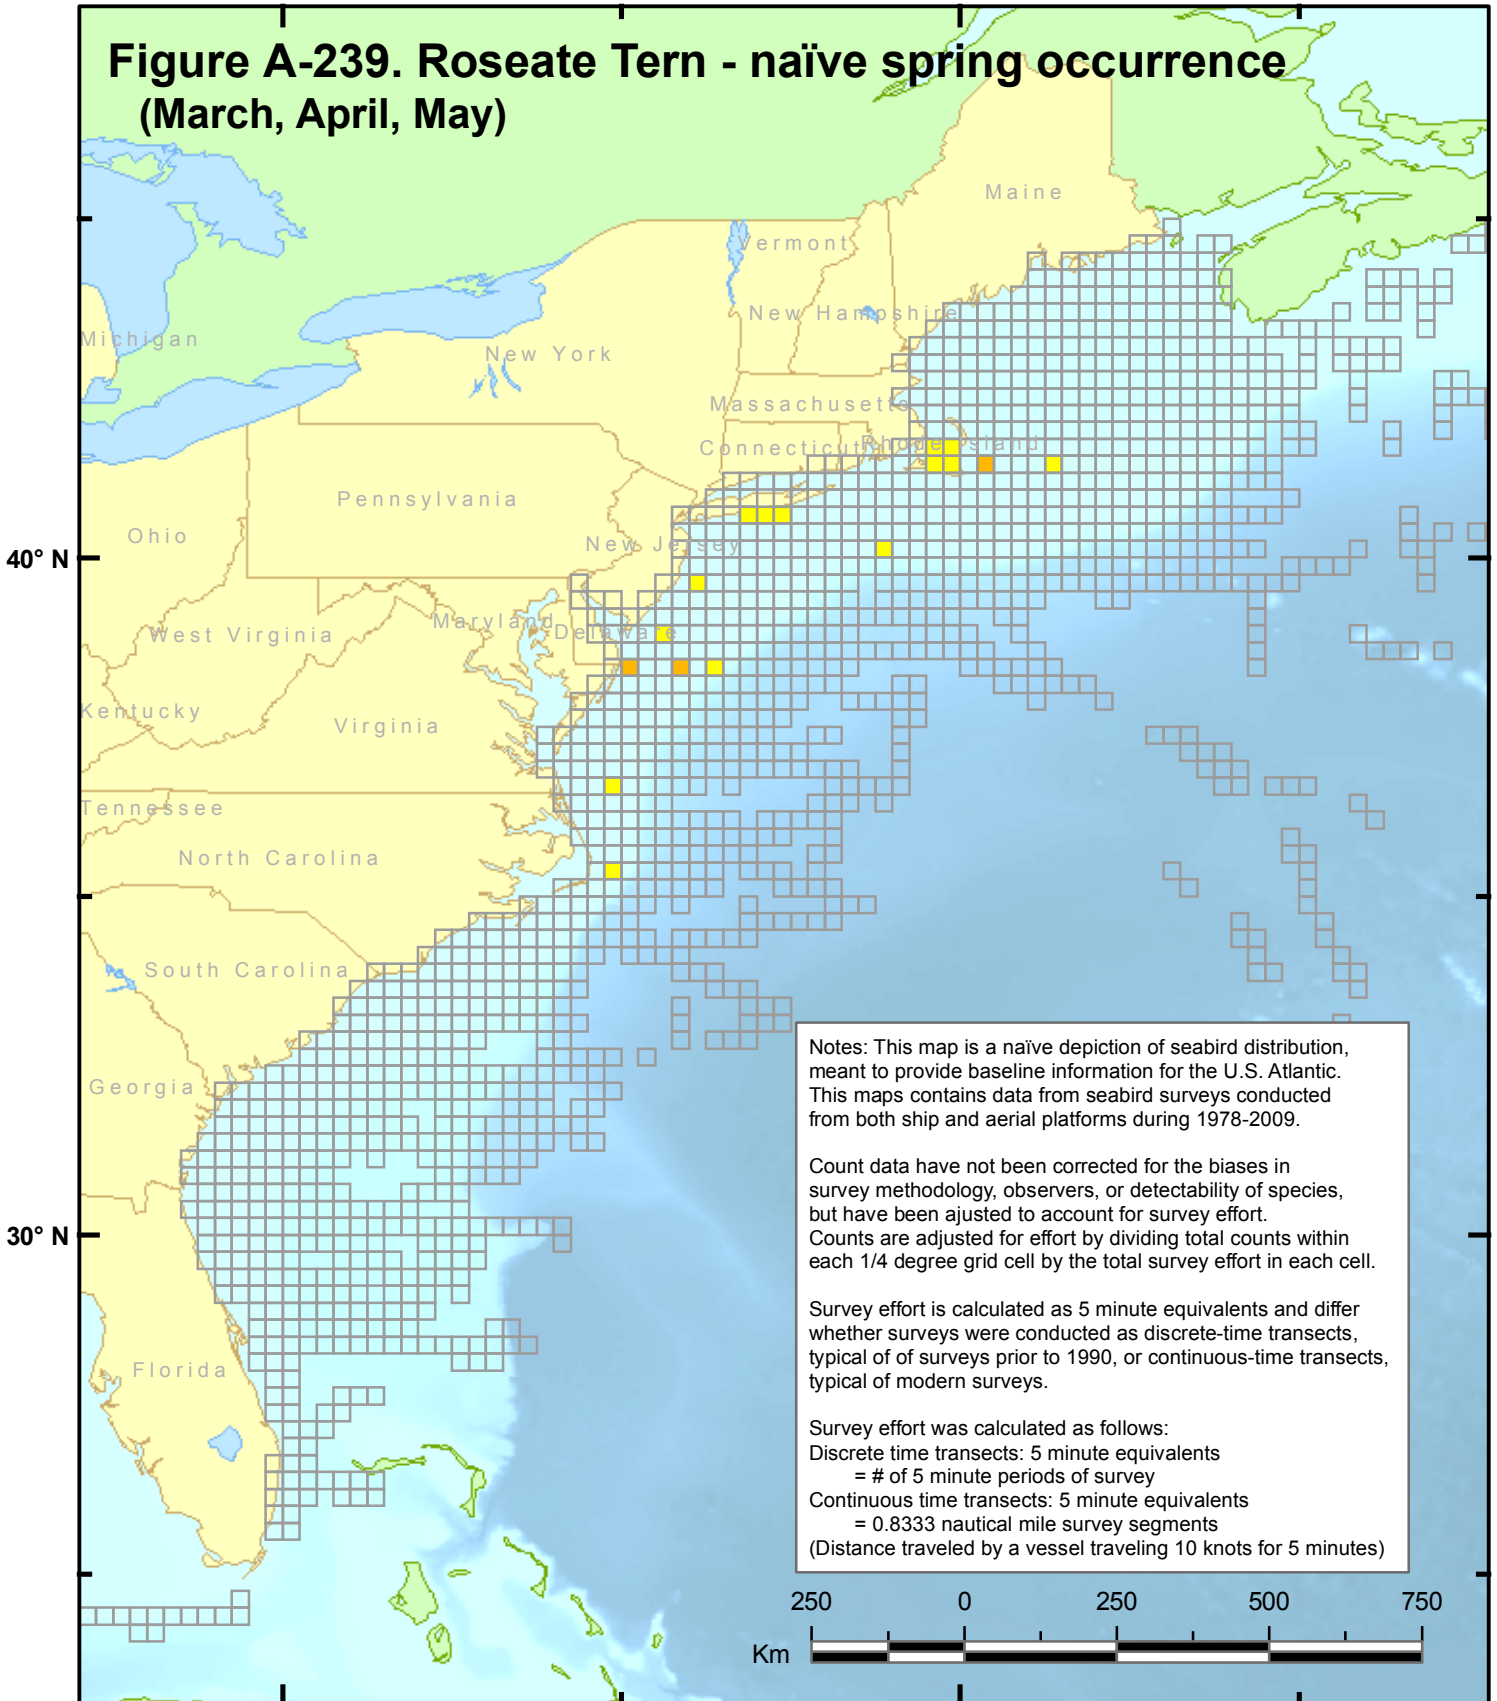 Figure A-239. Roseate Tern - naïve spring occurrence
(March, April, May)
Maine
Vermont
New Hampshire
Michigan
New York
Massachusetts
Connecticut
Rhode Island
Pennsylvania
Ohio
New Jersey
40° N
Maryland
Delaware
West Virginia
Kentucky
Virginia
Tennessee
North Carolina
South Carolina
Georgia
30° N
Florida
Notes: This map is a naïve depiction of seabird distribution,
meant to provide baseline information for the U.S. Atlantic.
This maps contains data from seabird surveys conducted
from both ship and aerial platforms during 1978-2009.
Count data have not been corrected for the biases in
survey methodology, observers, or detectability of species,
but have been ajusted to account for survey effort.
Counts are adjusted for effort by dividing total counts within
each 1/4 degree grid cell by the total survey effort in each cell.
Survey effort is calculated as 5 minute equivalents and differ
whether surveys were conducted as discrete-time transects,
typical of of surveys prior to 1990, or continuous-time transects,
typical of modern surveys.
Survey effort was calculated as follows:
Discrete time transects: 5 minute equivalents
= # of 5 minute periods of survey
Continuous time transects: 5 minute equivalents
= 0.8333 nautical mile survey segments
(Distance traveled by a vessel traveling 10 knots for 5 minutes)
250 0 250 500 750
Km